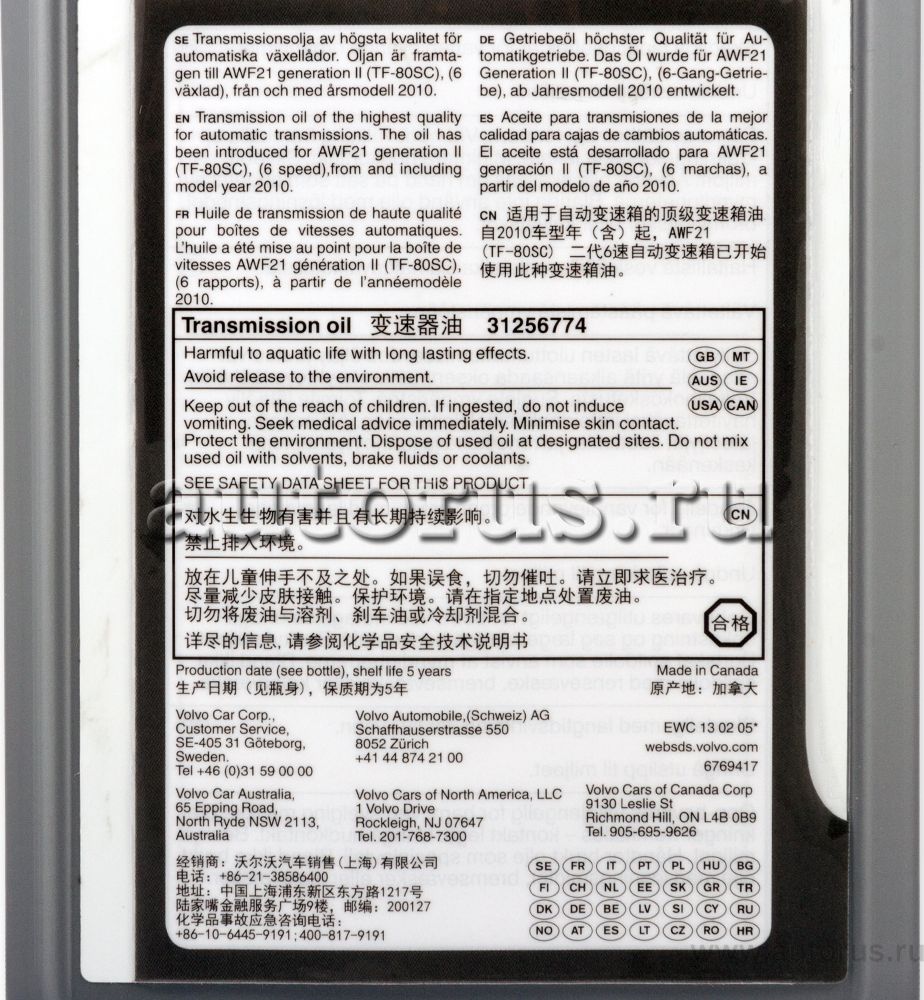 SE Transmissionsolja av högsta kvalitet för
automatiska växellådor. Oljan är framta-
gen till AWF21 generation II (TF-80SC), (6
växlad), från och med årsmodell 2010.
EN Transmission oil of the highest quality
for automatic transmissions. The oil has
been introduced for AWF21 generation II
(TF-80SC), (6 speed),from and including
model year 2010.
FR Huile de transmission de haute qualité
pour boîtes de vitesses automatiques.
L'huile a été mise au point pour la boîte de
vitesses AWF21 génération II (TF-80SC),
(6 rapports), à partir de l'annéemodèle
2010.
DE Getriebeöl höchster Qualität für Au-
tomatikgetriebe. Das Öl wurde für AWF21
Generation II (TF-80SC), (6-Gang-Getrie-
be), ab Jahresmodell 2010 entwickelt.
ES Aceite para transmisiones de la mejor
calidad para cajas de cambios automáticas.
El aceite está desarrollado para AWF21
generación II (TF-80SC), (6 marchas), a
partir del modelo de año 2010.
CN 适用于自动变速箱的顶级变速箱油
自2010车型年（含）起，AWF21
(TF-80SC) 二代6速自动变速箱已开始
使用此种变速箱油。
Transmission oil 变速器油 31256774
Harmful to aquatic life with long lasting effects.
Avoid release to the environment.
GB MT
AUS IE
USA CAN
Keep out of the reach of children. If ingested, do not induce
vomiting. Seek medical advice immediately. Minimise skin contact.
Protect the environment. Dispose of used oil at designated sites. Do not mix
used oil with solvents, brake fluids or coolants.
SEE SAFETY DATA SHEET FOR THIS PRODUCT
autorus.ru
对水生生物有害并且有长期持续影响。
禁止排入环境。
CN
放在儿童伸手不及之处。如果误食，切勿催吐。请立即求医治疗。
尽量减少皮肤接触。保护环境。请在指定地点处置废油。
切勿将废油与溶剂、刹车油或冷却剂混合。
详尽的信息, 请参阅化学品安全技术说明书
合格
Production date (see bottle), shelf life 5 years
生产日期（见瓶身），保质期为5年
Made in Canada
原产地：加拿大
Volvo Car Corp.,
Customer Service,
SE-405 31 Göteborg,
Sweden.
Tel +46 (0)31 59 00 00
Volvo Automobile,(Schweiz) AG
Schaffhauserstrasse 550
8052 Zürich
+41 44 874 21 00
EWC 13 02 05*
websds.volvo.com
6769417
Volvo Car Australia,
65 Epping Road,
North Ryde NSW 2113,
Australia
Volvo Cars of North America, LLC
1 Volvo Drive
Rockleigh, NJ 07647
Tel. 201-768-7300
Volvo Cars of Canada Corp
9130 Leslie St
Richmond Hill, ON L4B 0B9
Tel. 905-695-9626
经销商：沃尔沃汽车销售(上海)有限公司
电话：+86-21-38586400
地址：中国上海浦东新区东方路1217号
陆家嘴金融服务广场9楼，邮编：200127
化学品事故应急咨询电话：
+86-10-6445-9191;400-817-9191
SE FR IT PT PL HU BG
FI CH NL EE SK GR TR
DK DE BE LV SI CY RU
NO AT ES LT CZ RO HR
www.autorus.ru